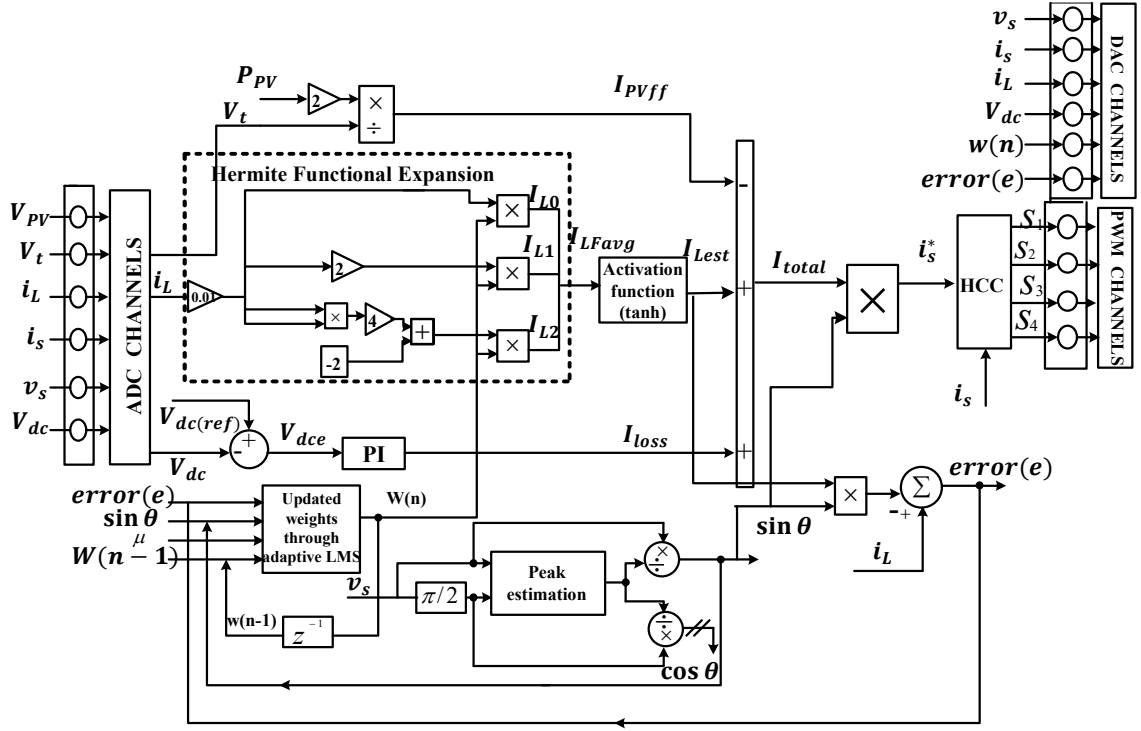 P_PV
2
×
÷
V_t
I_PVff
Hermite Functional Expansion
V_PV
V_t
i_L
i_s
v_s
V_dc
ADC CHANNELS
i_L
0.01
2
×
4
-2
+
×
I_L0
×
I_L1
×
I_L2
I_LFavg
Activation
function
(tanh)
I_Lest
-
+
+
I_total
×
i_s^*
HCC
i_s
S_1
S_2
S_3
S_4
PWM CHANNELS
v_s
i_s
i_L
V_dc
w(n)
error(e)
DAC CHANNELS
V_dc(ref)
+
-
V_dc
V_dce
PI
I_loss
error(e)
sin θ
μ
W(n − 1)
Updated
weights
through
adaptive LMS
W(n)
w(n-1)
z^-1
v_s
π/2
Peak
estimation
×
÷
÷
×
cos θ
sin θ
×
-
+
Σ
i_L
error(e)